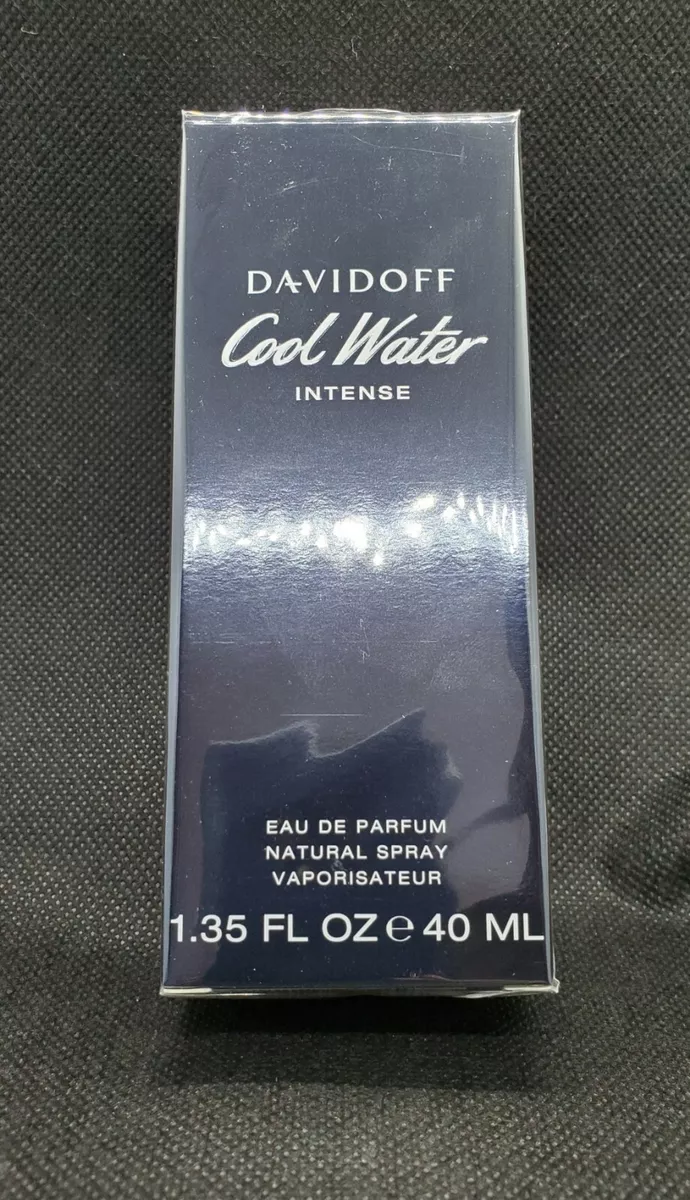 DAVIDOFF
Cool Water
INTENSE
EAU DE PARFUM
NATURAL SPRAY
VAPORISATEUR
1.35 FL OZ e 40 ML